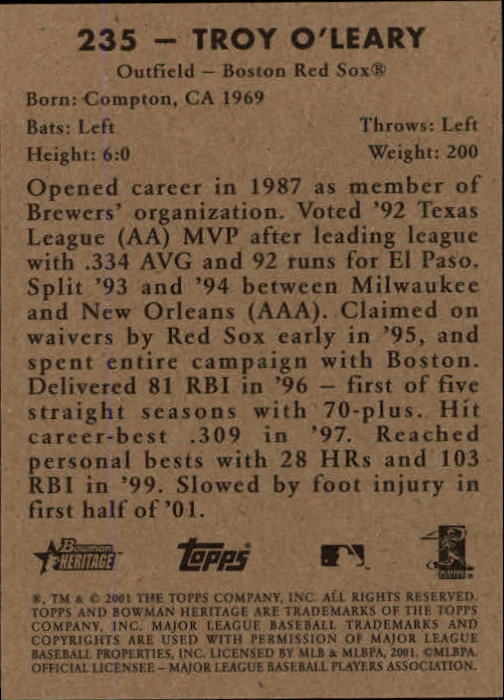 235 – TROY O'LEARY
Outfield – Boston Red Sox®
Born: Compton, CA 1969
Bats: Left Throws: Left
Height: 6:0 Weight: 200
Opened career in 1987 as member of
Brewers' organization. Voted '92 Texas
League (AA) MVP after leading league
with .334 AVG and 92 runs for El Paso.
Split '93 and '94 between Milwaukee
and New Orleans (AAA). Claimed on
waivers by Red Sox early in '95, and
spent entire campaign with Boston.
Delivered 81 RBI in '96 – first of five
straight seasons with 70-plus. Hit
career-best .309 in '97. Reached
personal bests with 28 HRs and 103
RBI in '99. Slowed by foot injury in
first half of '01.
Bowman HERITAGE Topps PLAYERS
®, TM & © 2001 THE TOPPS COMPANY, INC. ALL RIGHTS RESERVED.
TOPPS AND BOWMAN HERITAGE ARE TRADEMARKS OF THE TOPPS
COMPANY, INC. MAJOR LEAGUE BASEBALL TRADEMARKS AND
COPYRIGHTS ARE USED WITH PERMISSION OF MAJOR LEAGUE
BASEBALL PROPERTIES, INC. LICENSED BY MLB & MLBPA, 2001. ©MLBPA.
OFFICIAL LICENSEE – MAJOR LEAGUE BASEBALL PLAYERS ASSOCIATION.